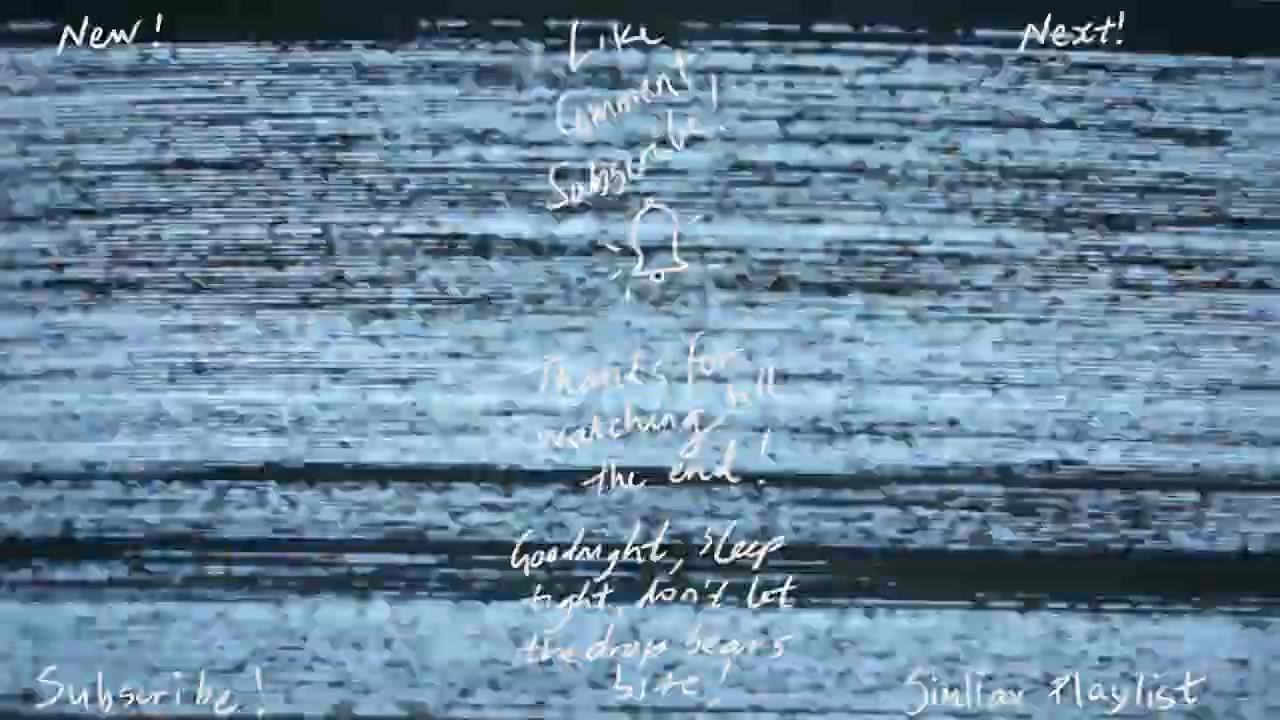 New!
Like
Next!
Comment
Subscribe!
Thanks for
watching till
the end!
Goodnight, sleep
tight, don't let
the drop bears
bite!
Subscribe!
Simliar Playlist